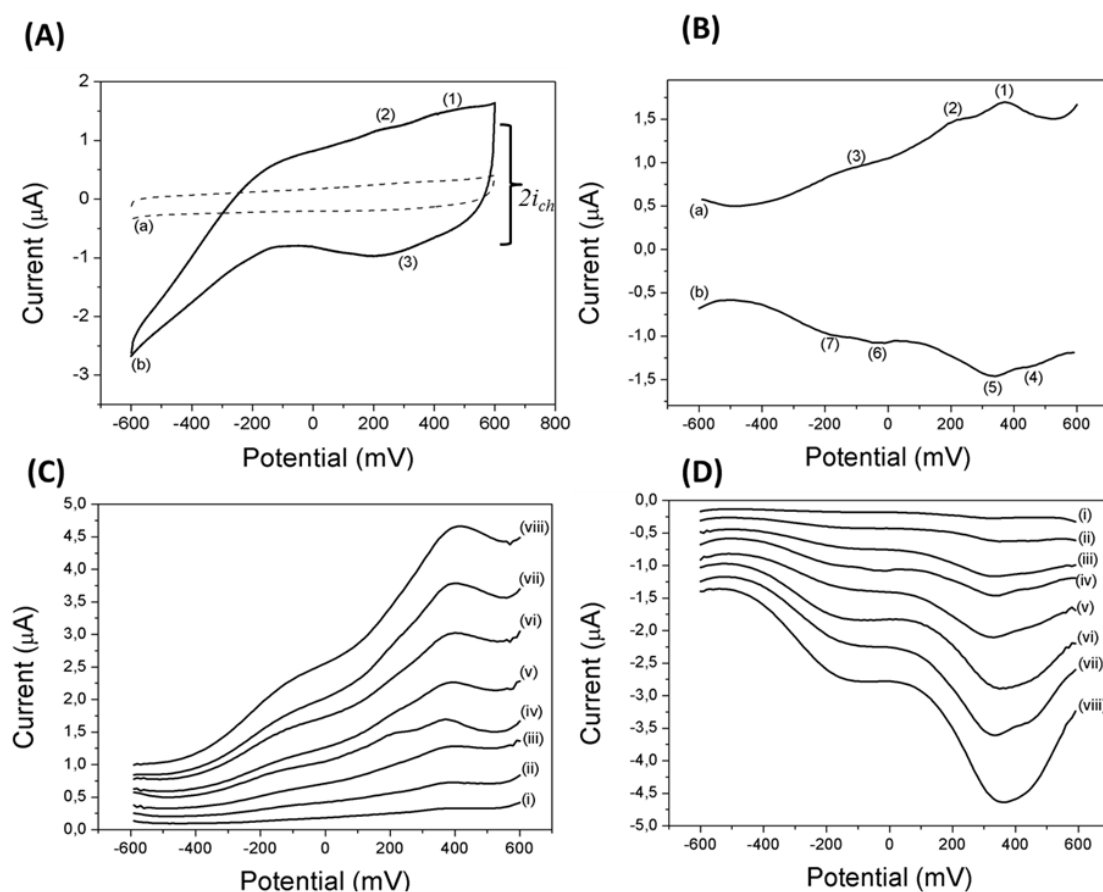 (A)
2
1
0
-1
-2
-3
Current (µA)
(1)
(2)
(3)
(a)
(b)
2i_ch
-600 -400 -200 0 200 400 600 800
Potential (mV)
(B)
1,5
1,0
0,5
0,0
-0,5
-1,0
-1,5
Current (µA)
(1)
(2)
(3)
(a)
(b)
(7)
(6)
(5)
(4)
-600 -400 -200 0 200 400 600
Potential (mV)
(C)
5,0
4,5
4,0
3,5
3,0
2,5
2,0
1,5
1,0
0,5
0,0
Current (µA)
(viii)
(vii)
(vi)
(v)
(iv)
(iii)
(ii)
(i)
-600 -400 -200 0 200 400 600
Potential (mV)
(D)
0,0
-0,5
-1,0
-1,5
-2,0
-2,5
-3,0
-3,5
-4,0
-4,5
-5,0
Current (µA)
(i)
(ii)
(iii)
(iv)
(v)
(vi)
(vii)
(viii)
-600 -400 -200 0 200 400 600
Potential (mV)